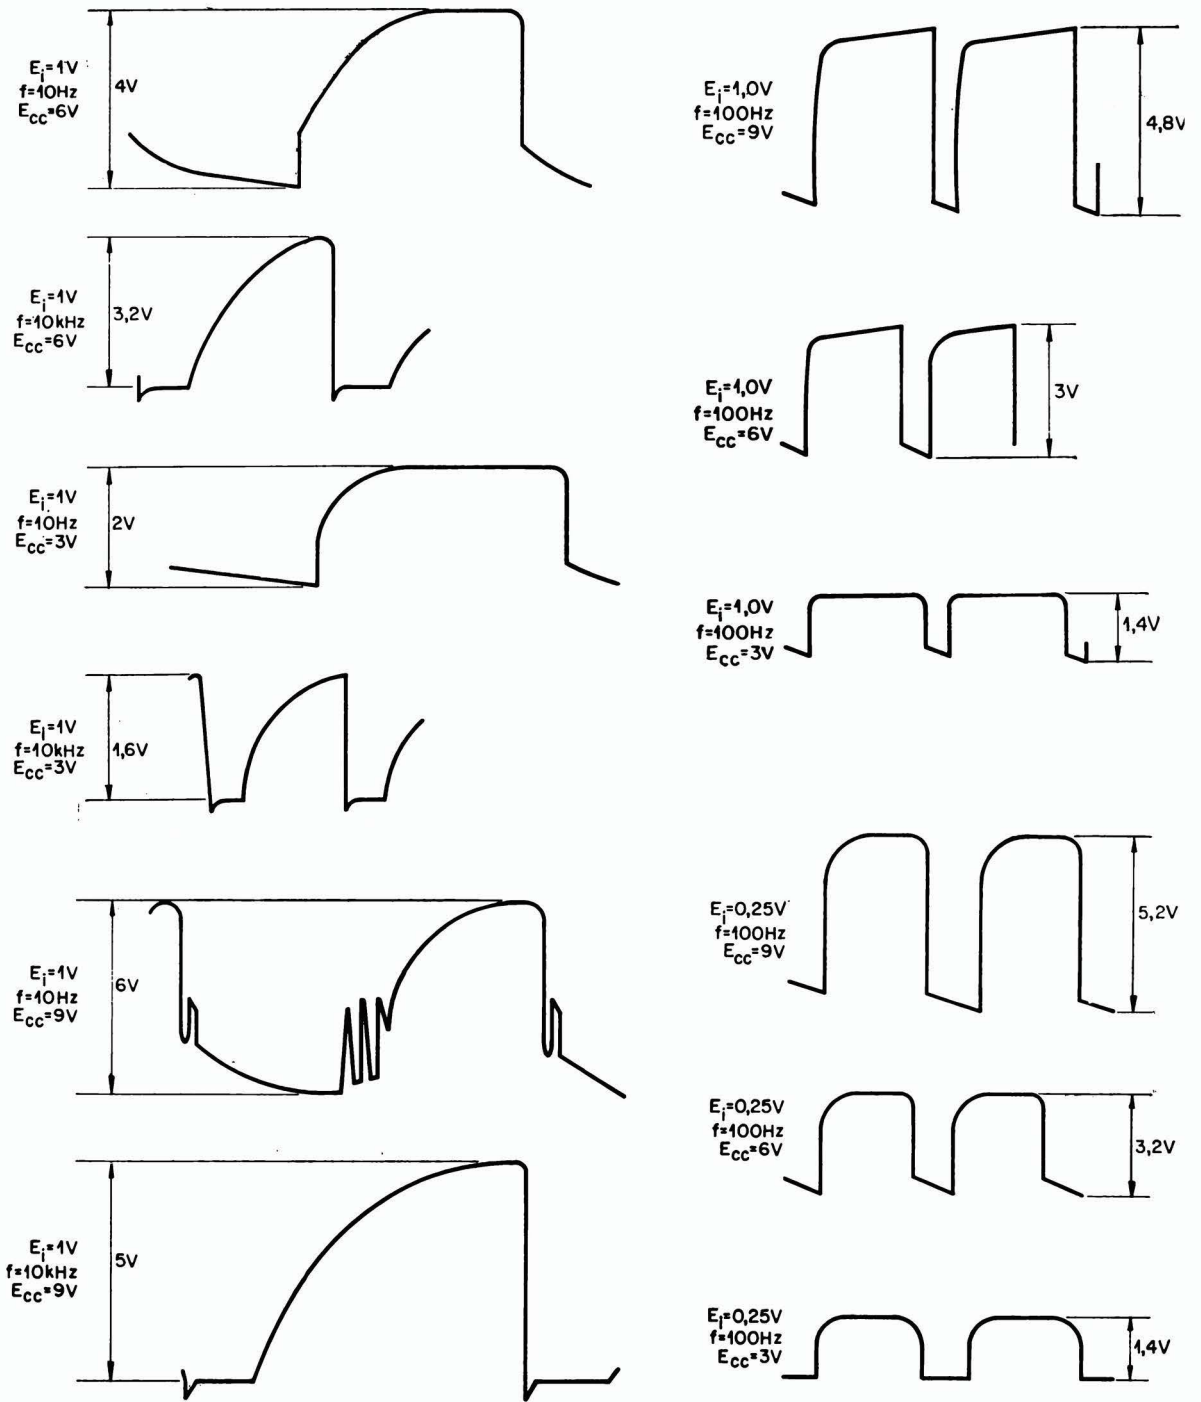 Ei=1V
f=10Hz
Ecc=6V
4V
Ei=1V
f=10kHz
Ecc=6V
3,2V
Ei=1V
f=10Hz
Ecc=3V
2V
Ei=1V
f=10kHz
Ecc=3V
1,6V
Ei=1V
f=10Hz
Ecc=9V
6V
Ei=1V
f=10kHz
Ecc=9V
5V
Ei=1,0V
f=100Hz
Ecc=9V
4,8V
Ei=1,0V
f=100Hz
Ecc=6V
3V
Ei=1,0V
f=100Hz
Ecc=3V
1,4V
Ei=0,25V
f=100Hz
Ecc=9V
5,2V
Ei=0,25V
f=100Hz
Ecc=6V
3,2V
Ei=0,25V
f=100Hz
Ecc=3V
1,4V